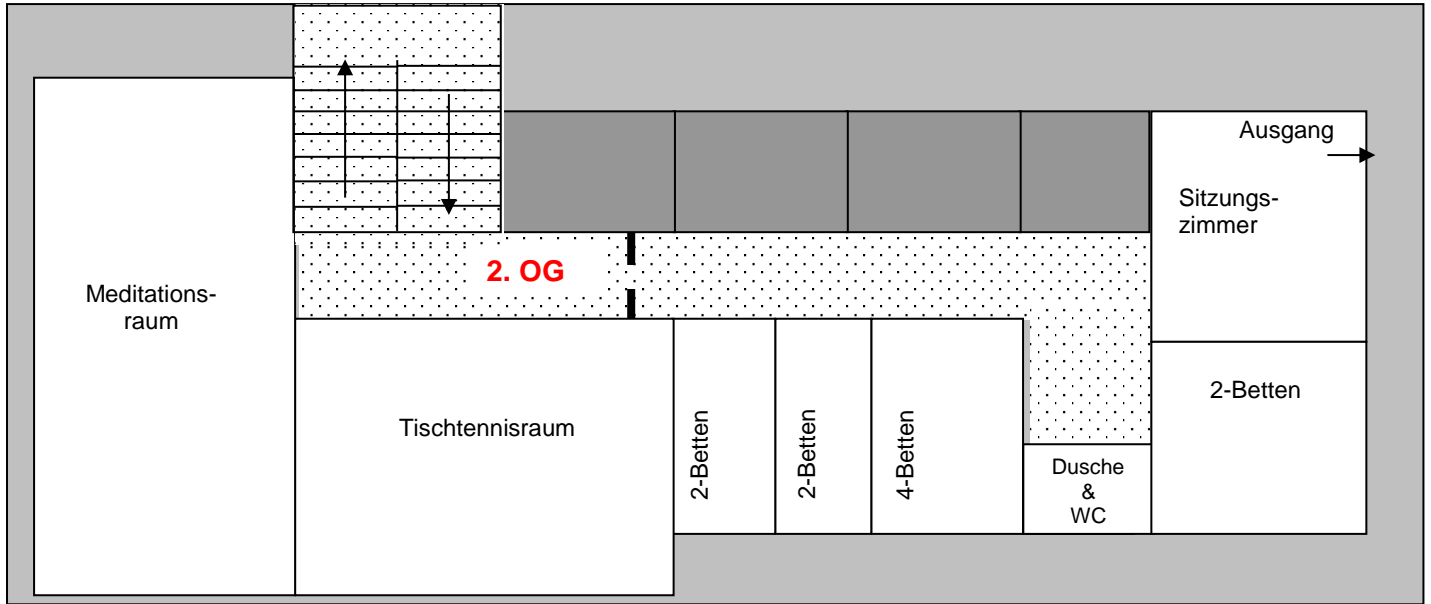 Ausgang
Sitzungs-
zimmer
2. OG
Meditations-
raum
2-Betten
Tischtennisraum
2-Betten
2-Betten
4-Betten
Dusche
&
WC